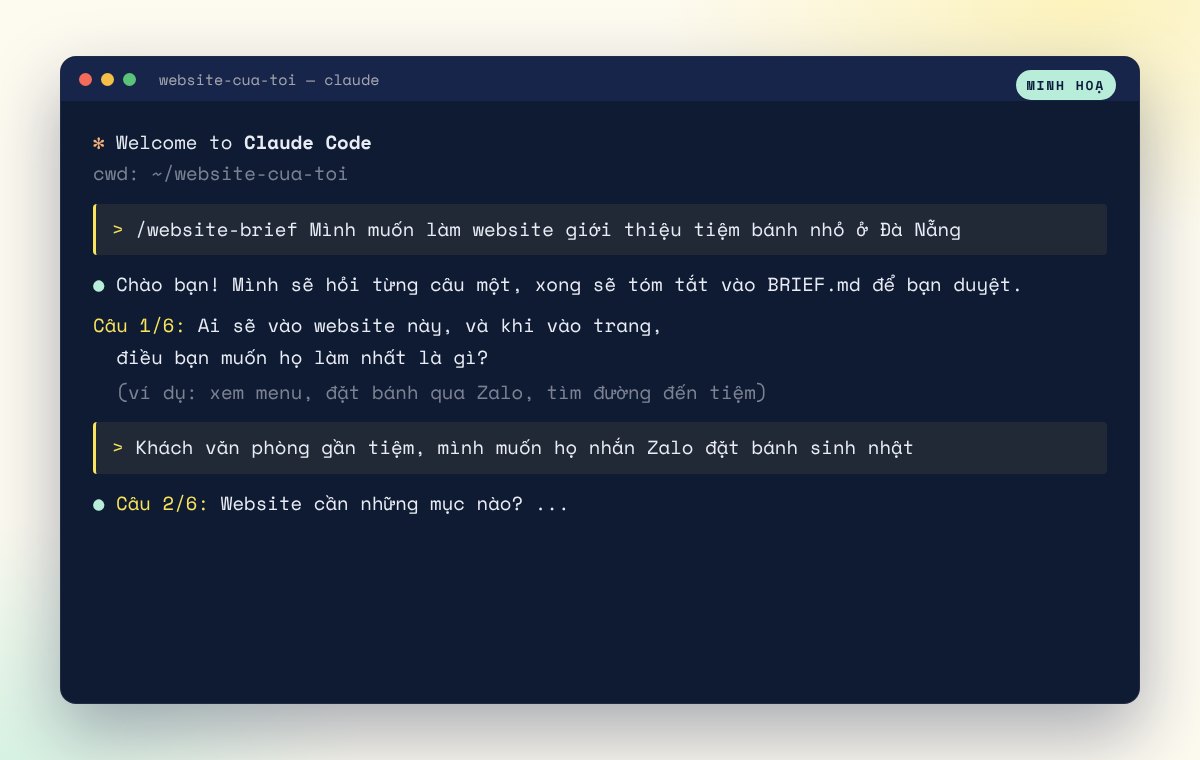 website-cua-toi — claude
MINH HOẠ
✻ Welcome to Claude Code
cwd: ~/website-cua-toi
> /website-brief Mình muốn làm website giới thiệu tiệm bánh nhỏ ở Đà Nẵng
● Chào bạn! Mình sẽ hỏi từng câu một, xong sẽ tóm tắt vào BRIEF.md để bạn duyệt.
Câu 1/6: Ai sẽ vào website này, và khi vào trang,
điều bạn muốn họ làm nhất là gì?
(ví dụ: xem menu, đặt bánh qua Zalo, tìm đường đến tiệm)
> Khách văn phòng gần tiệm, mình muốn họ nhắn Zalo đặt bánh sinh nhật
● Câu 2/6: Website cần những mục nào? ...